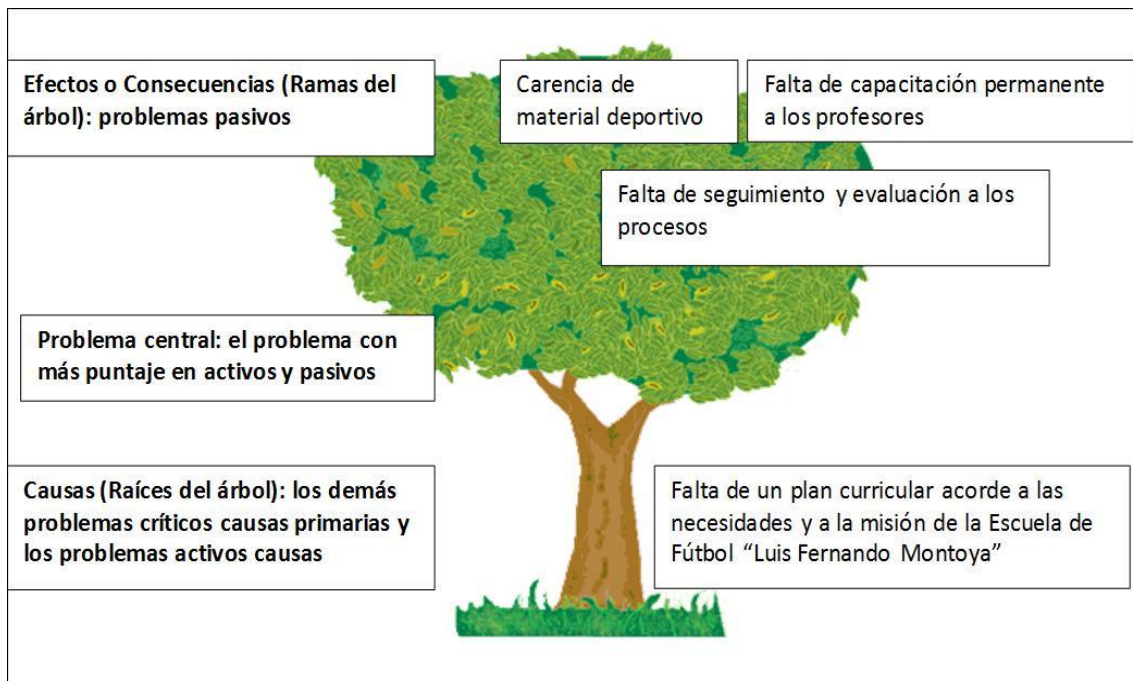 Efectos o Consecuencias (Ramas del
árbol): problemas pasivos
Carencia de
material deportivo
Falta de capacitación permanente
a los profesores
Falta de seguimiento y evaluación a los
procesos
Problema central: el problema con
más puntaje en activos y pasivos
Causas (Raíces del árbol): los demás
problemas críticos causas primarias y
los problemas activos causas
Falta de un plan curricular acorde a las
necesidades y a la misión de la Escuela de
Fútbol “Luis Fernando Montoya”